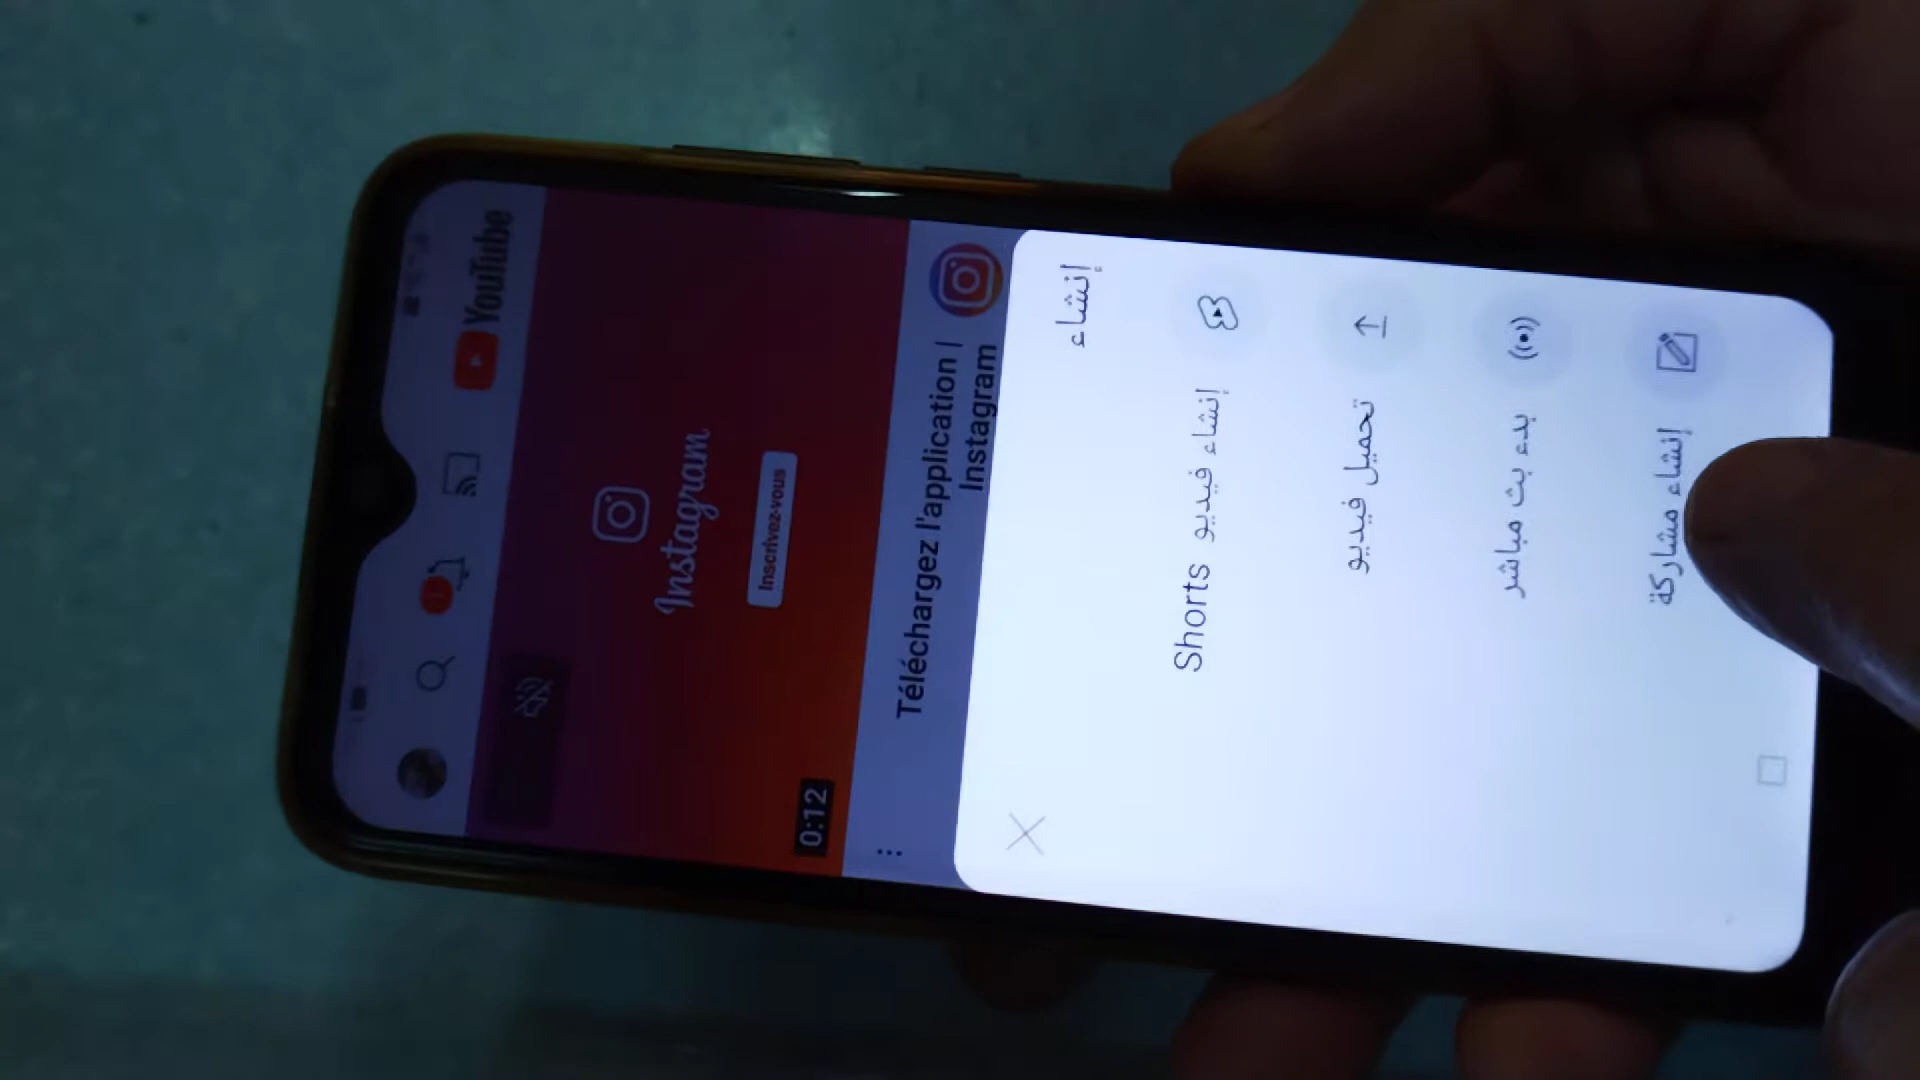 YouTube
Instagram
Inscrivez-vous
0:12
Téléchargez l'application |
Instagram
إنشاء
إنشاء فيديو Shorts
تحميل فيديو
بدء بث مباشر
إنشاء مشاركة